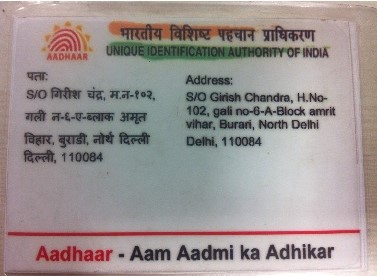 भारतीय विशिष्ट पहचान प्राधिकरण
UNIQUE IDENTIFICATION AUTHORITY OF INDIA
AADHAAR
पता:
S/O गिरीश चंद्र, म.न-१०२,
गली न-६-ए-ब्लाक अमृत
विहार, बुराडी, नोर्थ दिल्ली
दिल्ली, 110084
Address:
S/O Girish Chandra, H.No-
102, gali no-6-A-Block amrit
vihar, Burari, North Delhi
Delhi, 110084
Aadhaar - Aam Aadmi ka Adhikar